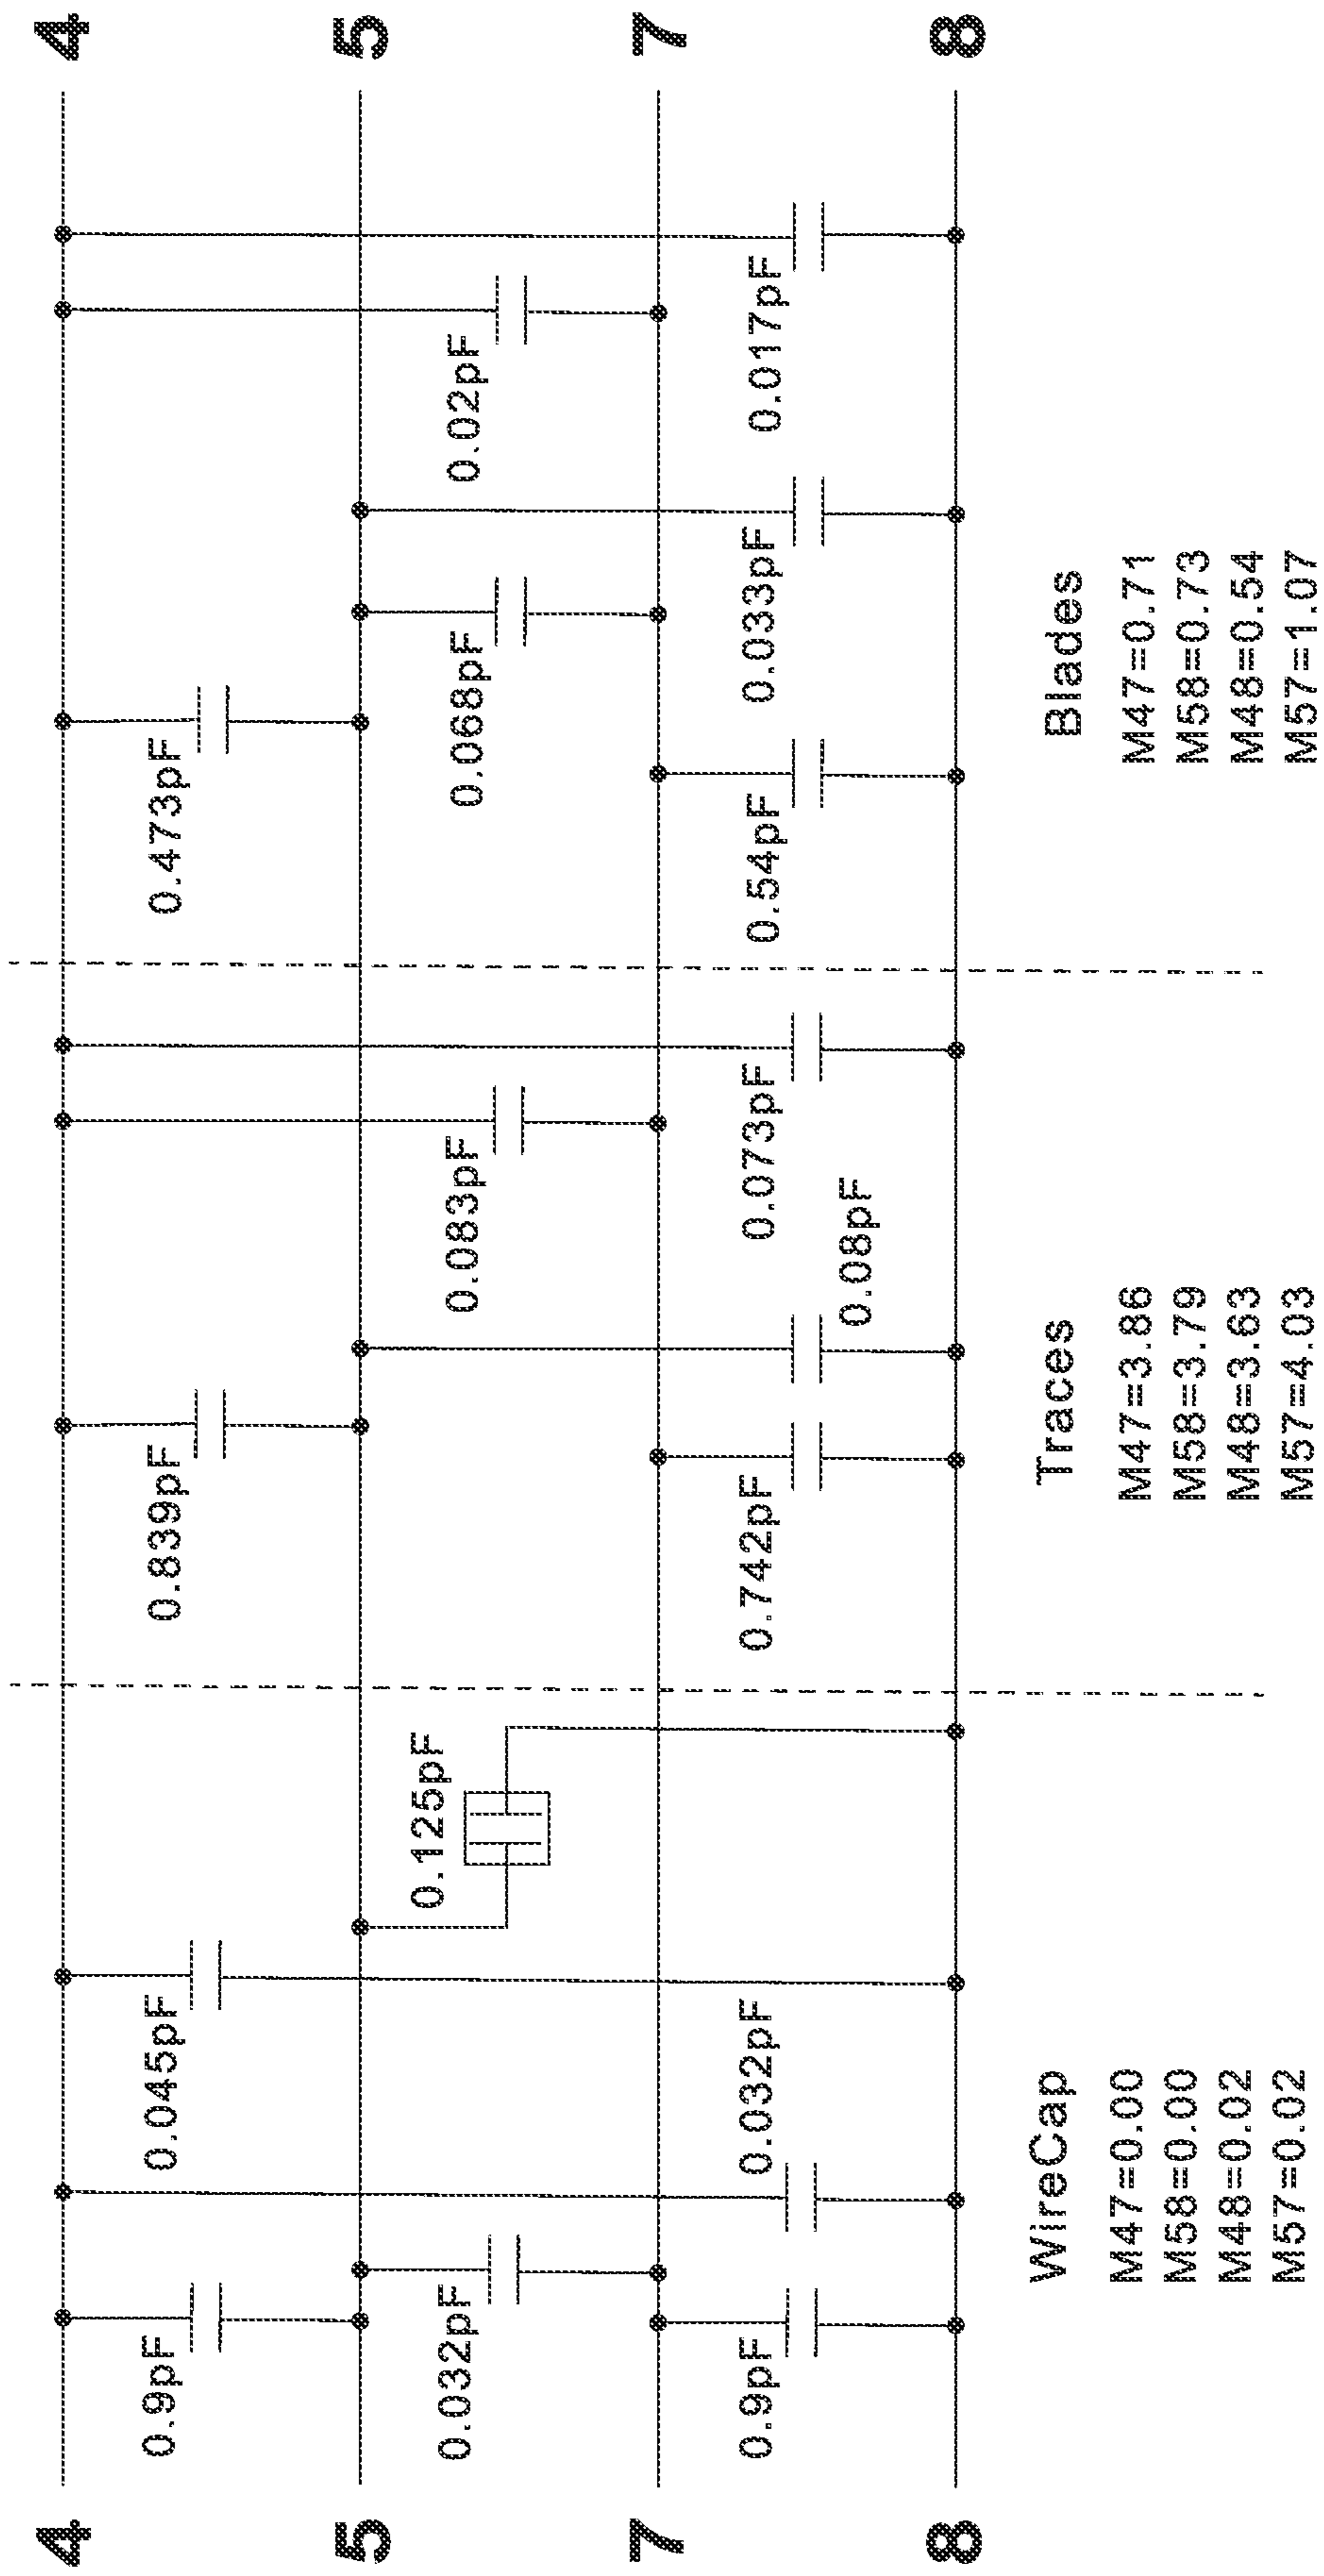 4
5
7
8
0.9pF
0.045pF
0.839pF
0.473pF
0.032pF
0.125pF
0.083pF
0.068pF
0.02pF
0.9pF
0.032pF
0.742pF
0.073pF
0.08pF
0.54pF
0.033pF
0.017pF
4
5
7
8
WireCap
M47=0.00
M58=0.00
M48=0.02
M57=0.02
Traces
M47=3.86
M58=3.79
M48=3.63
M57=4.03
Blades
M47=0.71
M58=0.73
M48=0.54
M57=1.07